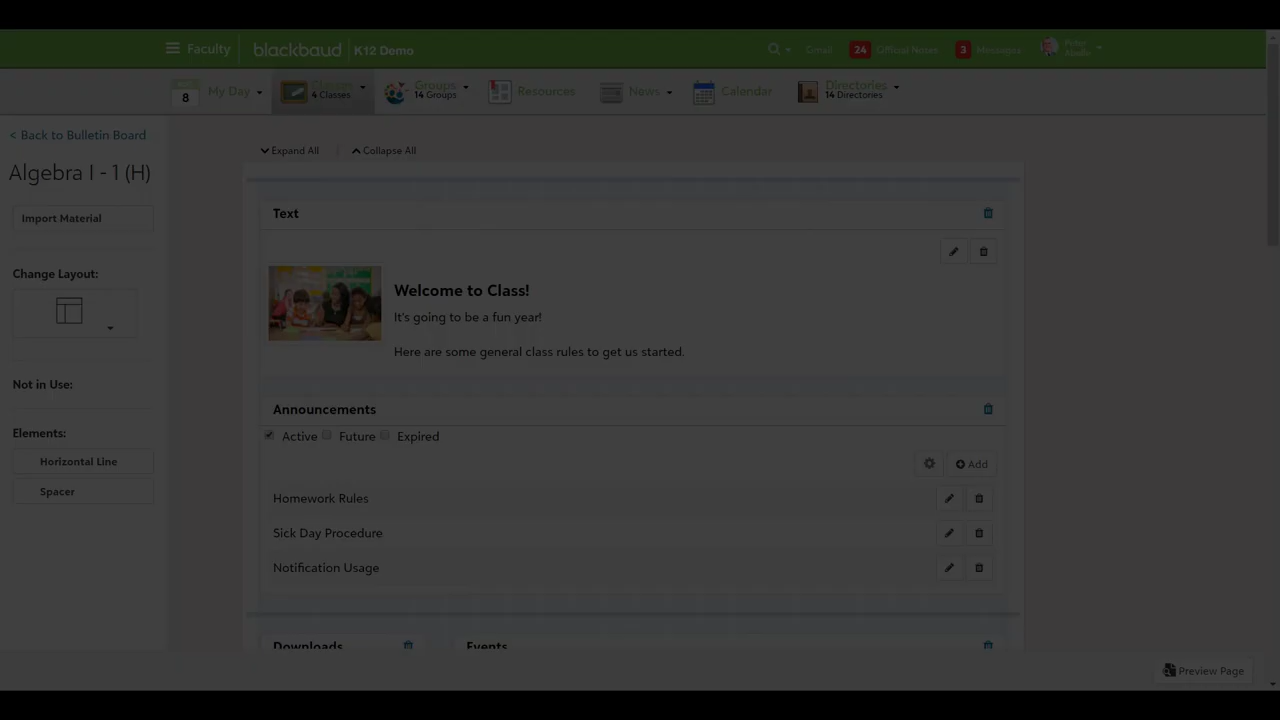 Faculty
blackbaud K12 Demo
Gmail
24 Official Notes
3 Messages
Peter
8 My Day
Classes
4 Classes
Groups
14 Groups
Resources
News
Calendar
Directories
14 Directories
< Back to Bulletin Board
Algebra I - 1 (H)
Import Material
Change Layout:
Not in Use:
Elements:
Horizontal Line
Spacer
Expand All | Collapse All
Text
Welcome to Class!
It's going to be a fun year!
Here are some general class rules to get us started.
Announcements
Active Future Expired
Add
Homework Rules
Sick Day Procedure
Notification Usage
Downloads
Events
Preview Page